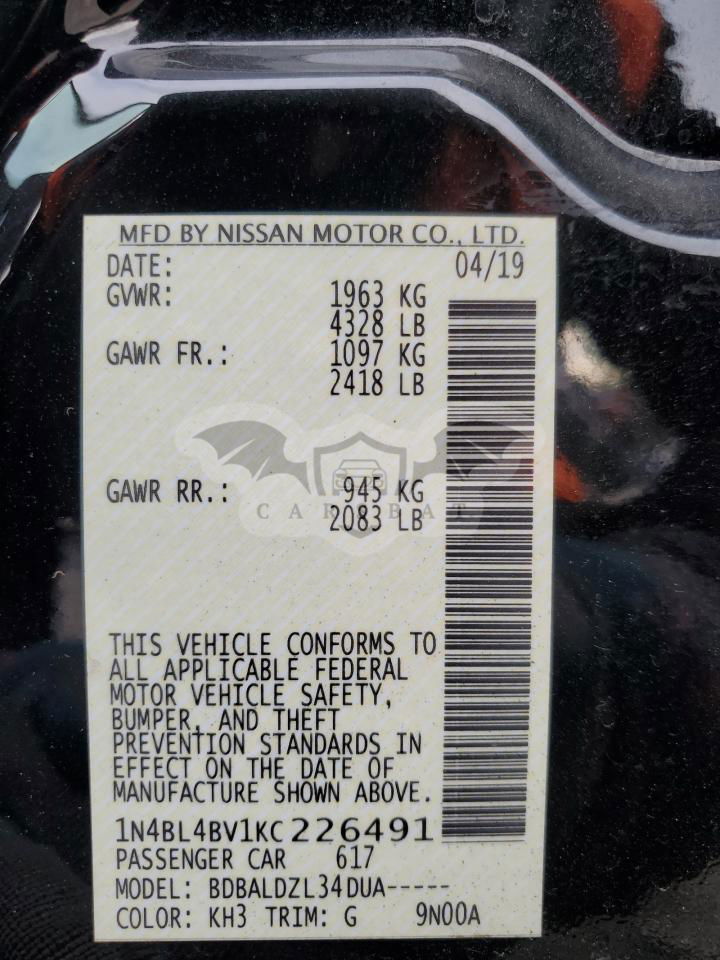 MFD BY NISSAN MOTOR CO., LTD.
DATE: 04/19
GVWR: 1963 KG
4328 LB
GAWR FR.: 1097 KG
2418 LB
GAWR RR.: 945 KG
CARBAT
2083 LB
THIS VEHICLE CONFORMS TO
ALL APPLICABLE FEDERAL
MOTOR VEHICLE SAFETY,
BUMPER, AND THEFT
PREVENTION STANDARDS IN
EFFECT ON THE DATE OF
MANUFACTURE SHOWN ABOVE.
1N4BL4BV1KC226491
PASSENGER CAR 617
MODEL: BDBALDZL34DUA-----
COLOR: KH3 TRIM: G 9N00A